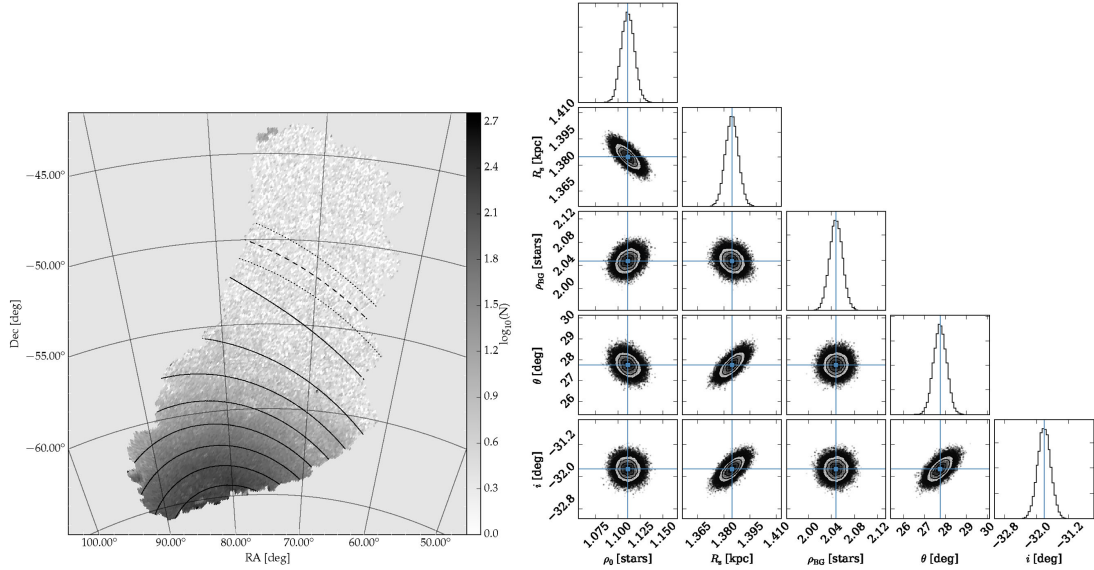 −45.00°
−50.00°
−55.00°
−60.00°
Dec [deg]
100.00° 90.00° 80.00° 70.00° 60.00° 50.00°
RA [deg]
2.7
2.4
2.1
1.8
1.5
1.2
0.9
0.6
0.3
0.0
log₁₀(N)
1.410
1.395
1.380
1.365
Rₛ [kpc]
2.12
2.08
2.04
2.00
ρBG [stars]
30
29
28
27
26
θ [deg]
−31.2
−32.0
−32.8
i [deg]
1.075 1.100 1.125 1.150
ρ₀ [stars]
1.365 1.380 1.395 1.410
Rₛ [kpc]
2.00 2.04 2.08 2.12
ρBG [stars]
26 27 28 29 30
θ [deg]
−32.8 −32.0 −31.2
i [deg]